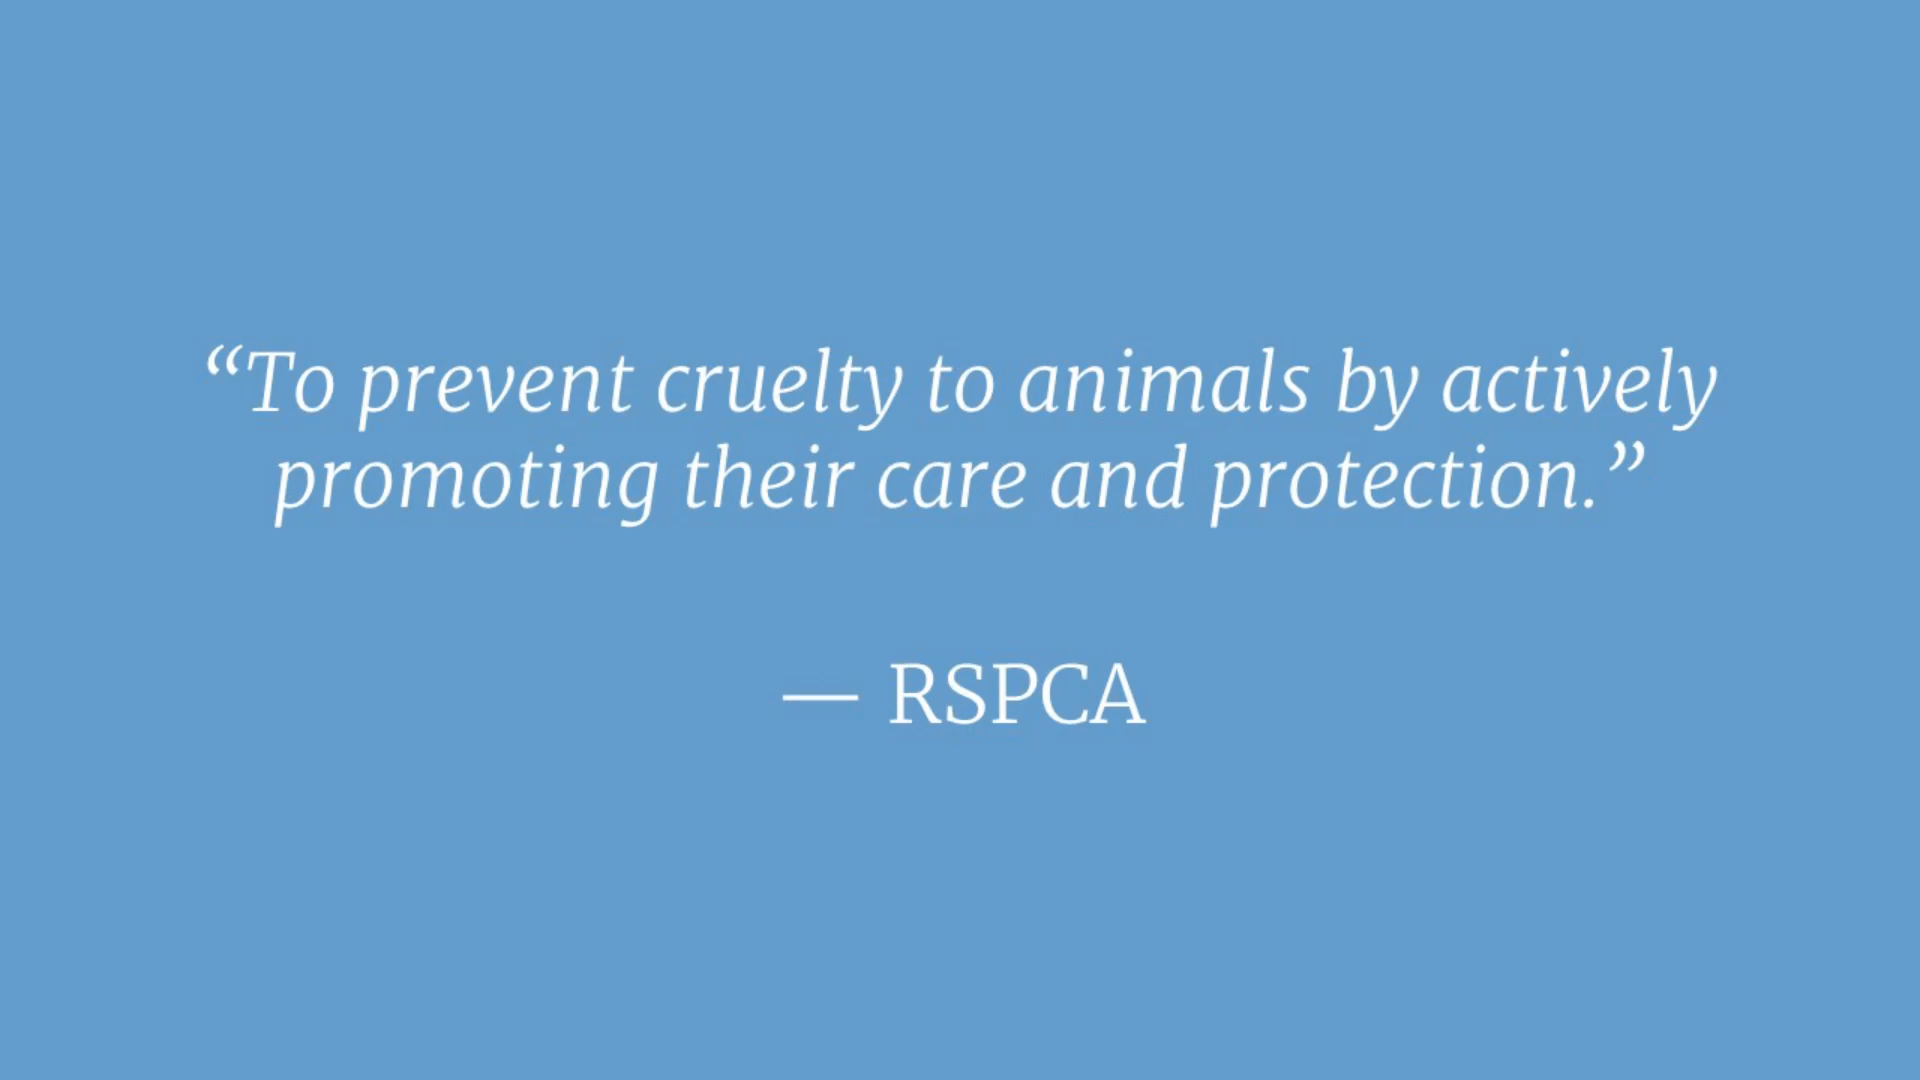 “To prevent cruelty to animals by actively
promoting their care and protection.”
— RSPCA